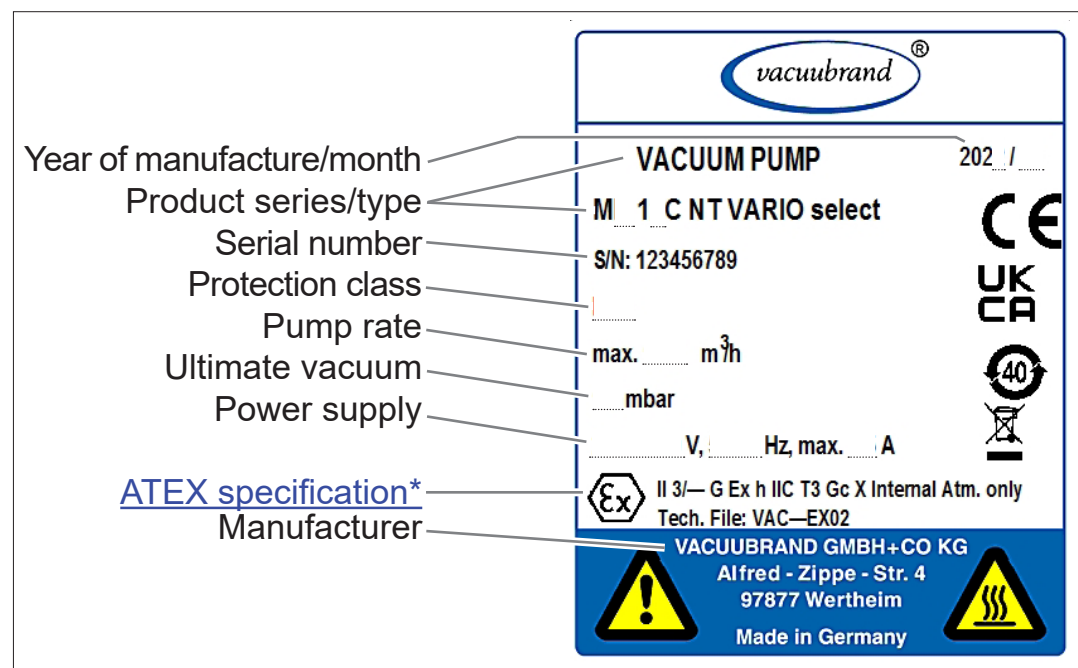 vacuubrand ®
Year of manufacture/month
Product series/type
Serial number
Protection class
Pump rate
Ultimate vacuum
Power supply
ATEX specification*
Manufacturer
VACUUM PUMP 202 /
M 1 C NT VARIO select
S/N: 123456789
max. m³/h
mbar
V, Hz, max. A
CE
UK
CA
40
Ex II 3/— G Ex h IIC T3 Gc X Internal Atm. only
Tech. File: VAC—EX02
VACUUBRAND GMBH+CO KG
Alfred - Zippe - Str. 4
97877 Wertheim
Made in Germany